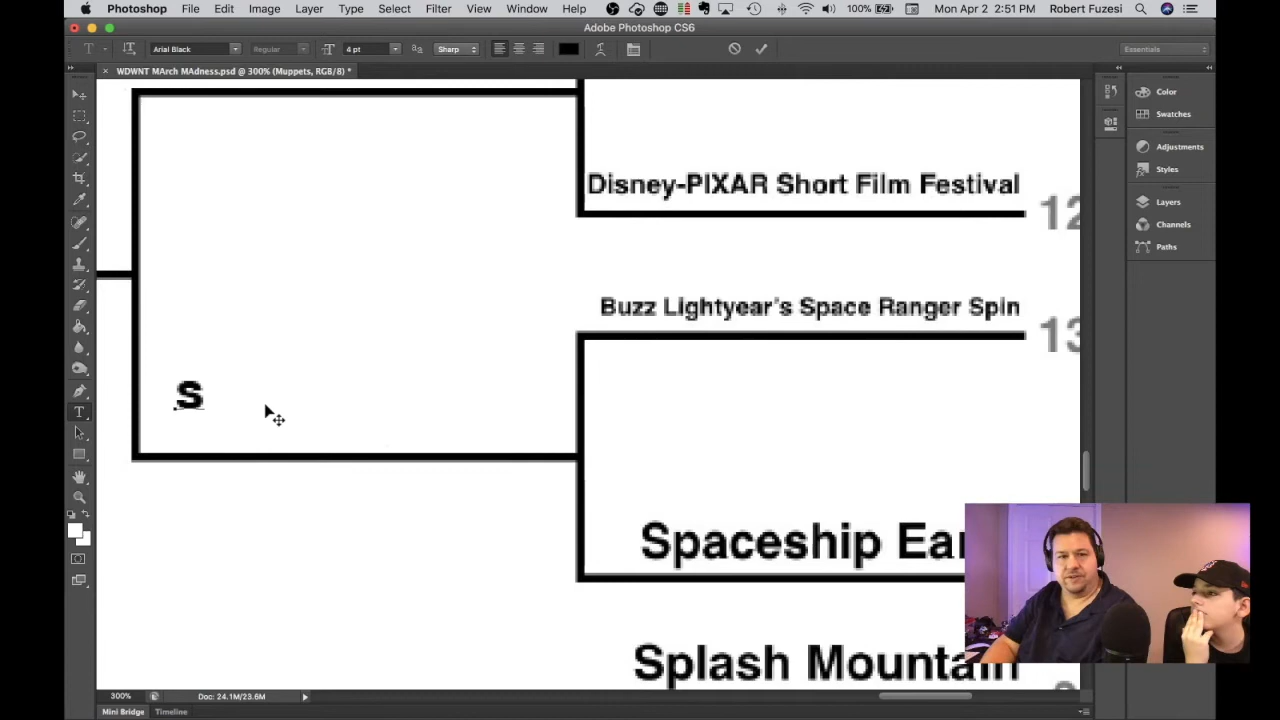 Photoshop File Edit Image Layer Type Select Filter View Window Help 100% Mon Apr 2 2:51 PM Robert Fuzesi
Adobe Photoshop CS6
T Arial Black Regular 4 pt Sharp Essentials
× WDWNT MArch MAdness.psd @ 300% (Muppets, RGB/8) *
Color
Swatches
Adjustments
Styles
Layers
Channels
Paths
Disney-PIXAR Short Film Festival
12
Buzz Lightyear's Space Ranger Spin
13
S
Spaceship Ear
Splash Mountain
300% Doc: 24.1M/23.6M
Mini Bridge Timeline